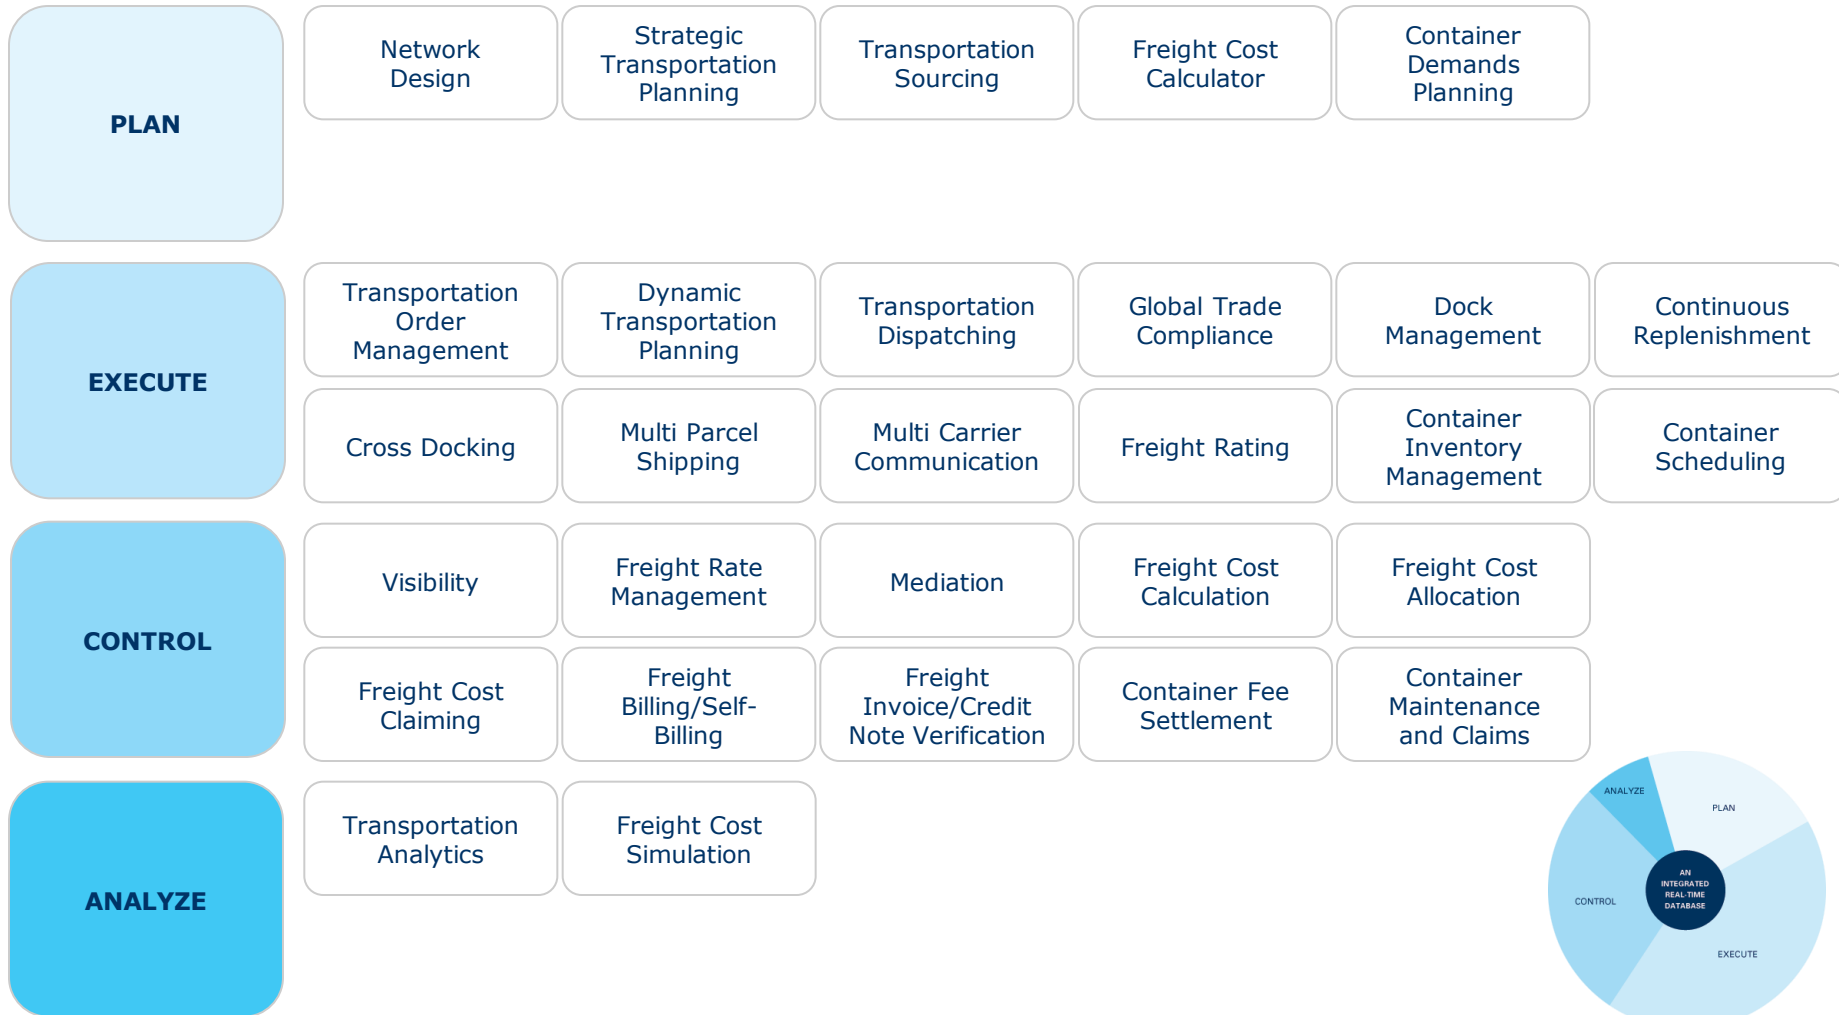 PLAN
Network
Design
Strategic
Transportation
Planning
Transportation
Sourcing
Freight Cost
Calculator
Container
Demands
Planning
EXECUTE
Transportation
Order
Management
Dynamic
Transportation
Planning
Transportation
Dispatching
Global Trade
Compliance
Dock
Management
Continuous
Replenishment
Cross Docking
Multi Parcel
Shipping
Multi Carrier
Communication
Freight Rating
Container
Inventory
Management
Container
Scheduling
CONTROL
Visibility
Freight Rate
Management
Mediation
Freight Cost
Calculation
Freight Cost
Allocation
Freight Cost
Claiming
Freight
Billing/Self-
Billing
Freight
Invoice/Credit
Note Verification
Container Fee
Settlement
Container
Maintenance
and Claims
ANALYZE
Transportation
Analytics
Freight Cost
Simulation
ANALYZE
PLAN
CONTROL
AN
INTEGRATED
REAL-TIME
DATABASE
EXECUTE